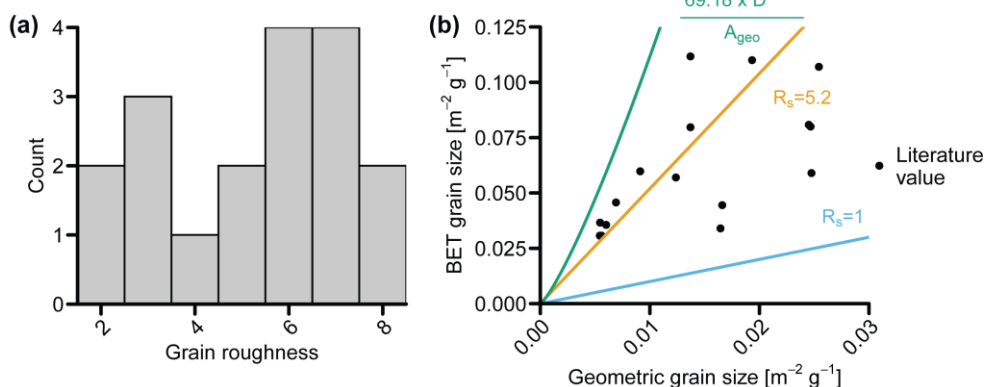 (a)
4
3
2
1
0
Count
2
4
6
8
Grain roughness
(b)
69.18 x D
A_geo
0.125
0.100
0.075
0.050
0.025
0.000
BET grain size [m⁻² g⁻¹]
R_s=5.2
R_s=1
Literature
value
0.00
0.01
0.02
0.03
Geometric grain size [m⁻² g⁻¹]